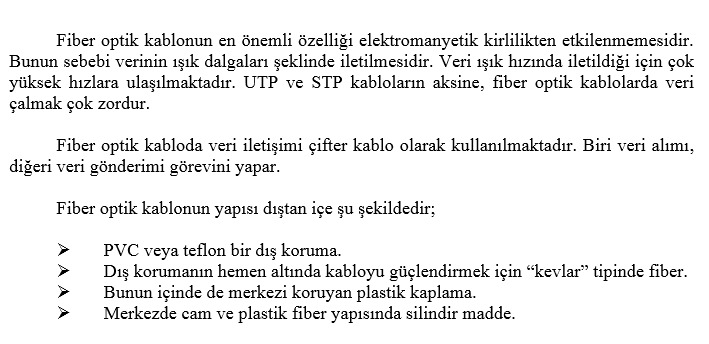 Fiber optik kablonun en önemli özelliği elektromanyetik kirlilikten etkilenmemesidir.
Bunun sebebi verinin ışık dalgaları şeklinde iletilmesidir. Veri ışık hızında iletildiği için çok
yüksek hızlara ulaşılmaktadır. UTP ve STP kabloların aksine, fiber optik kablolarda veri
çalmak çok zordur.
Fiber optik kabloda veri iletişimi çifter kablo olarak kullanılmaktadır. Biri veri alımı,
diğeri veri gönderimi görevini yapar.
Fiber optik kablonun yapısı dıştan içe şu şekildedir;
➢ PVC veya teflon bir dış koruma.
➢ Dış korumanın hemen altında kabloyu güçlendirmek için “kevlar” tipinde fiber.
➢ Bunun içinde de merkezi koruyan plastik kaplama.
➢ Merkezde cam ve plastik fiber yapısında silindir madde.